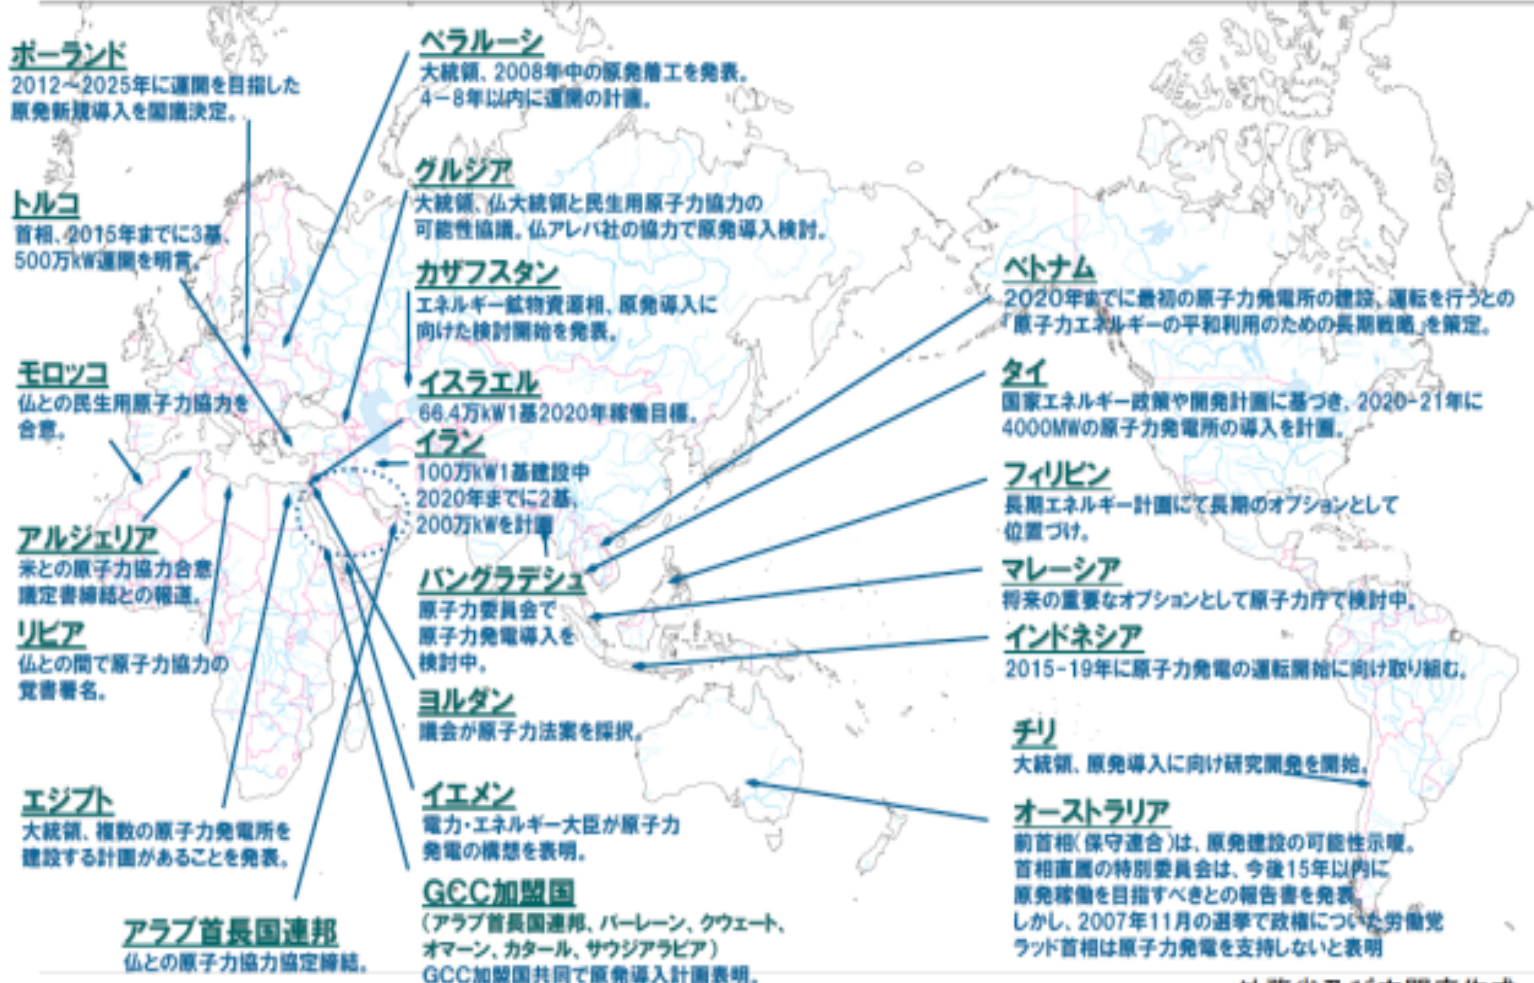 ポーランド
2012～2025年に運開を目指した
原発新規導入を閣議決定。
トルコ
首相、2015年までに3基、
500万kW運開を明言。
モロッコ
仏との民生用原子力協力を
合意。
アルジェリア
米との原子力協力合意
議定書締結との報道。
リビア
仏との間で原子力協力の
覚書署名。
エジプト
大統領、複数の原子力発電所を
建設する計画があることを発表。
アラブ首長国連邦
仏との原子力協力協定締結。
ベラルーシ
大統領、2008年中の原発着工を発表。
4－8年以内に運開の計画。
グルジア
大統領、仏大統領と民生用原子力協力の
可能性協議。仏アレバ社の協力で原発導入検討。
カザフスタン
エネルギー鉱物資源相、原発導入に
向けた検討開始を発表。
イスラエル
66.4万kW1基2020年稼働目標。
イラン
100万kW1基建設中
2020年までに2基、
200万kWを計画
バングラデシュ
原子力委員会で
原子力発電導入を
検討中。
ヨルダン
議会が原子力法案を採択。
イエメン
電力・エネルギー大臣が原子力
発電の構想を表明。
GCC加盟国
（アラブ首長国連邦、バーレーン、クウェート、
オマーン、カタール、サウジアラビア）
GCC加盟国共同で原発導入計画表明。
ベトナム
2020年までに最初の原子力発電所の建設、運転を行うとの
「原子力エネルギーの平和利用のための長期戦略」を策定。
タイ
国家エネルギー政策や開発計画に基づき、2020-21年に
4000MWの原子力発電所の導入を計画。
フィリピン
長期エネルギー計画にて長期のオプションとして
位置づけ。
マレーシア
将来の重要なオプションとして原子力庁で検討中。
インドネシア
2015-19年に原子力発電の運転開始に向け取り組む。
チリ
大統領、原発導入に向け研究開発を開始。
オーストラリア
前首相（保守連合）は、原発建設の可能性示唆。
首相直属の特別委員会は、今後15年以内に
原発稼働を目指すべきとの報告書を発表
しかし、2007年11月の選挙で政権についた労働党
ラッド首相は原子力発電を支持しないと表明